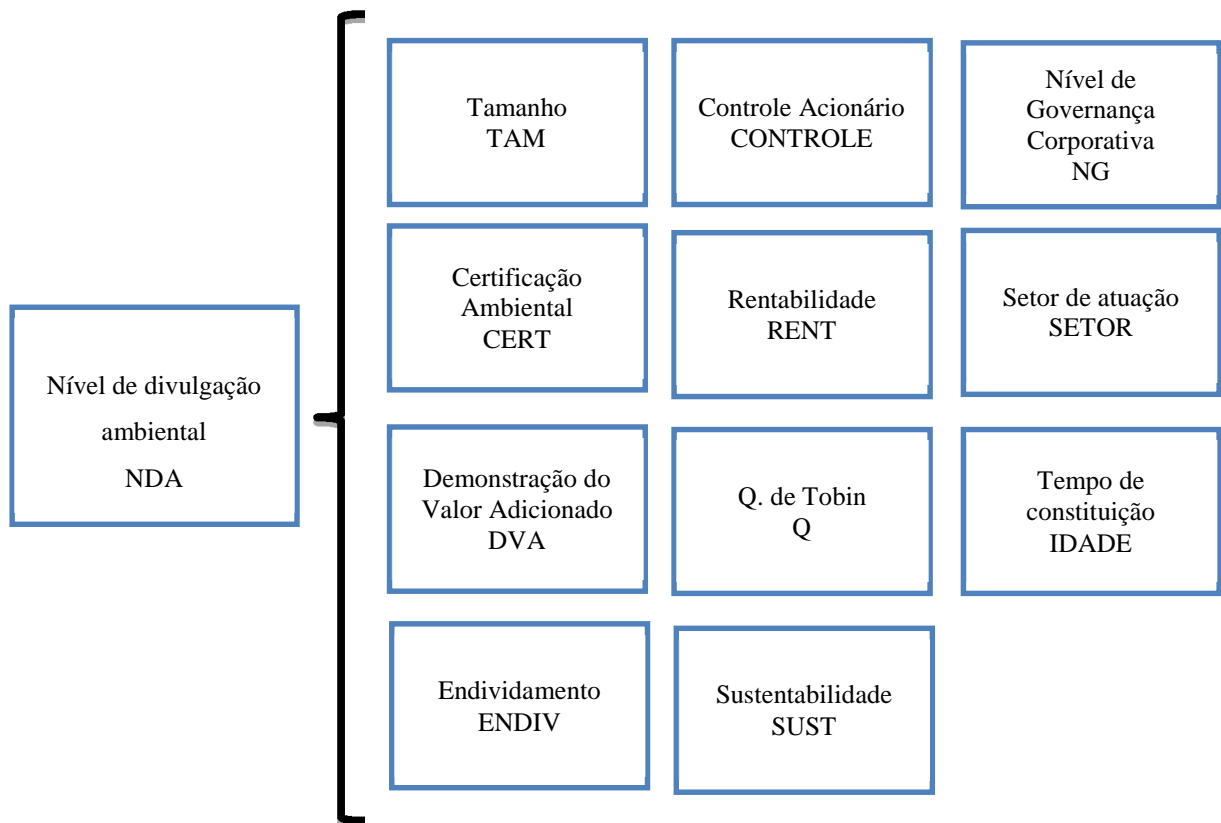 Nível de divulgação
ambiental
NDA
Tamanho
TAM
Controle Acionário
CONTROLE
Nível de
Governança
Corporativa
NG
Certificação
Ambiental
CERT
Rentabilidade
RENT
Setor de atuação
SETOR
Demonstração do
Valor Adicionado
DVA
Q. de Tobin
Q
Tempo de
constituição
IDADE
Endividamento
ENDIV
Sustentabilidade
SUST